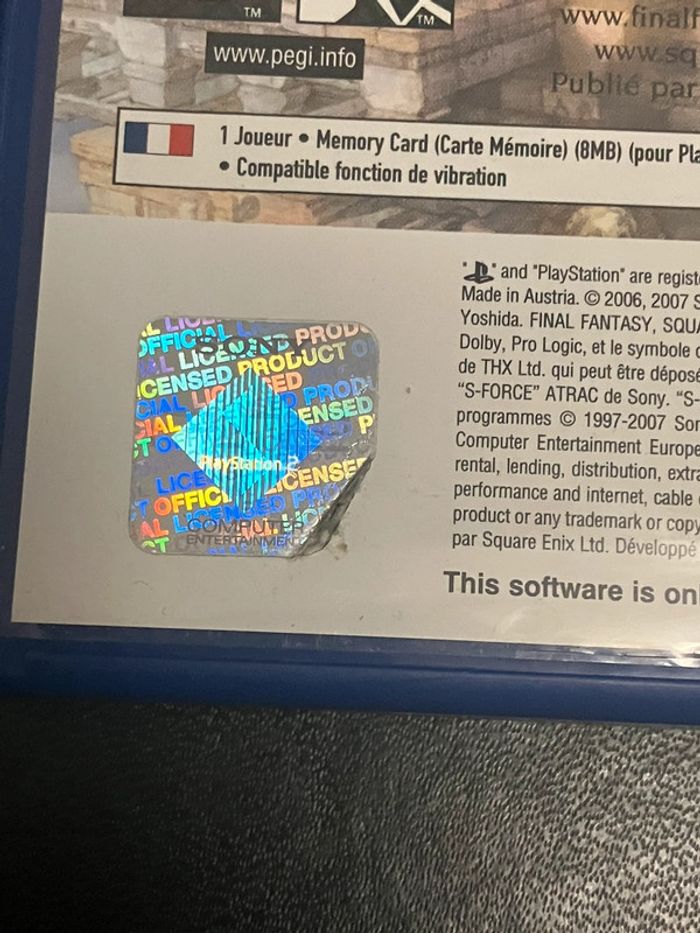 TM
TM
www.pegi.info
www.finalf
www.sq
Publié par
1 Joueur • Memory Card (Carte Mémoire) (8MB) (pour Pla
• Compatible fonction de vibration
" " and "PlayStation" are registe
Made in Austria. © 2006, 2007 S
Yoshida. FINAL FANTASY, SQUA
Dolby, Pro Logic, et le symbole d
de THX Ltd. qui peut être déposé
"S-FORCE" ATRAC de Sony. "S-
programmes © 1997-2007 Son
Computer Entertainment Europe
rental, lending, distribution, extra
performance and internet, cable
product or any trademark or copy
par Square Enix Ltd. Développé
This software is on
OFFICIAL
LICENSED PRODUCT
LICENSED
PlayStation 2
COMPUTER
ENTERTAINMENT